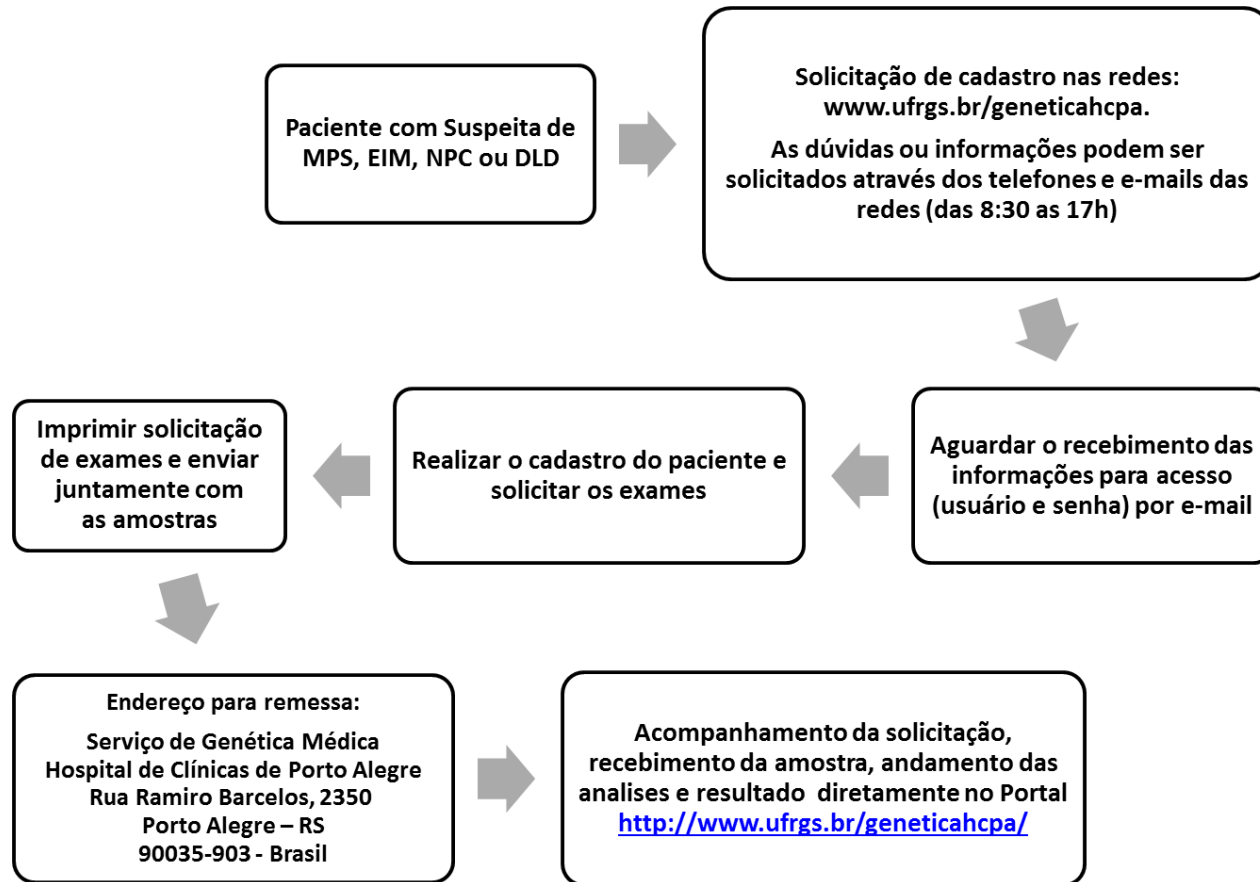 Paciente com Suspeita de
MPS, EIM, NPC ou DLD
Solicitação de cadastro nas redes:
www.ufrgs.br/geneticahcpa.
As dúvidas ou informações podem ser
solicitados através dos telefones e e-mails das
redes (das 8:30 as 17h)
Aguardar o recebimento das
informações para acesso
(usuário e senha) por e-mail
Realizar o cadastro do paciente e
solicitar os exames
Imprimir solicitação
de exames e enviar
juntamente com
as amostras
Endereço para remessa:
Serviço de Genética Médica
Hospital de Clínicas de Porto Alegre
Rua Ramiro Barcelos, 2350
Porto Alegre – RS
90035-903 - Brasil
Acompanhamento da solicitação,
recebimento da amostra, andamento das
analises e resultado diretamente no Portal
http://www.ufrgs.br/geneticahcpa/